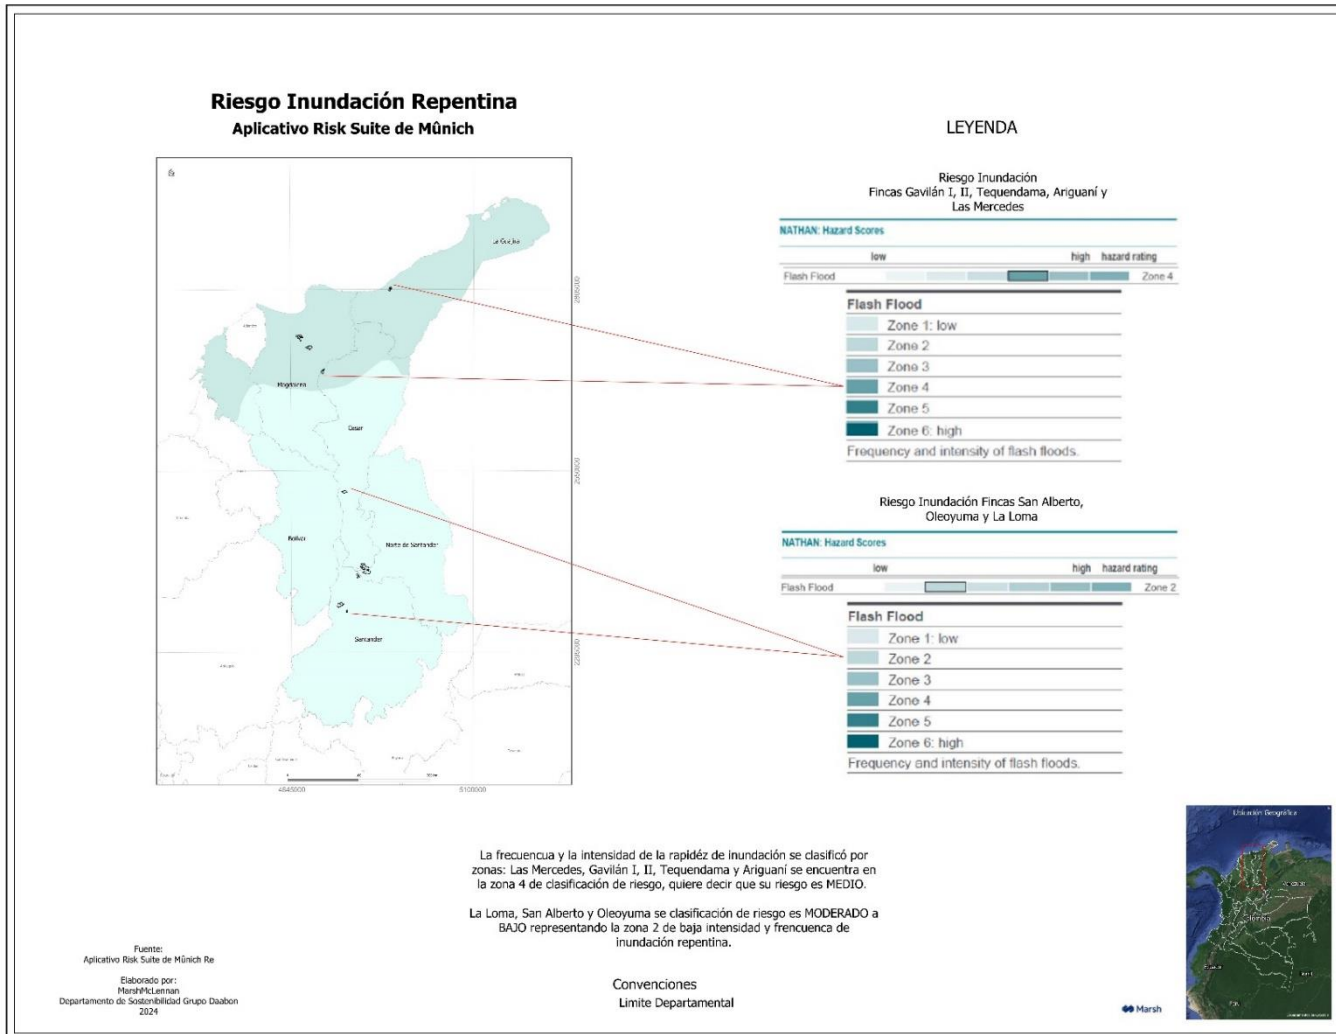 Riesgo Inundación Repentina
Aplicativo Risk Suite de Mûnich
La Guajira
Magdalena
Cesar
Bolívar
Norte de Santander
Santander
2865000
2295000
4845000
5100000
LEYENDA
Riesgo Inundación
Fincas Gavilán I, II, Tequendama, Ariguaní y
Las Mercedes
NATHAN: Hazard Scores
low high hazard rating
Flash Flood Zone 4
Flash Flood
Zone 1: low
Zone 2
Zone 3
Zone 4
Zone 5
Zone 6: high
Frequency and intensity of flash floods.
Riesgo Inundación Fincas San Alberto,
Oleoyuma y La Loma
NATHAN: Hazard Scores
low high hazard rating
Flash Flood Zone 2
Flash Flood
Zone 1: low
Zone 2
Zone 3
Zone 4
Zone 5
Zone 6: high
Frequency and intensity of flash floods.
La frecuencua y la intensidad de la rapidéz de inundación se clasificó por
zonas: Las Mercedes, Gavilán I, II, Tequendama y Ariguaní se encuentra en
la zona 4 de clasificación de riesgo, quiere decir que su riesgo es MEDIO.
La Loma, San Alberto y Oleoyuma se clasificación de riesgo es MODERADO a
BAJO representando la zona 2 de baja intensidad y frencuenca de
inundación repentina.
Convenciones
Limite Departamental
Fuente:
Aplicativo Risk Suite de Mûnich Re
Elaborado por:
MarshMcLennan
Departamento de Sostenibilidad Grupo Daabon
2024
Marsh
Ubicación Geográfica
Venezuela
Colombia
Ecuador